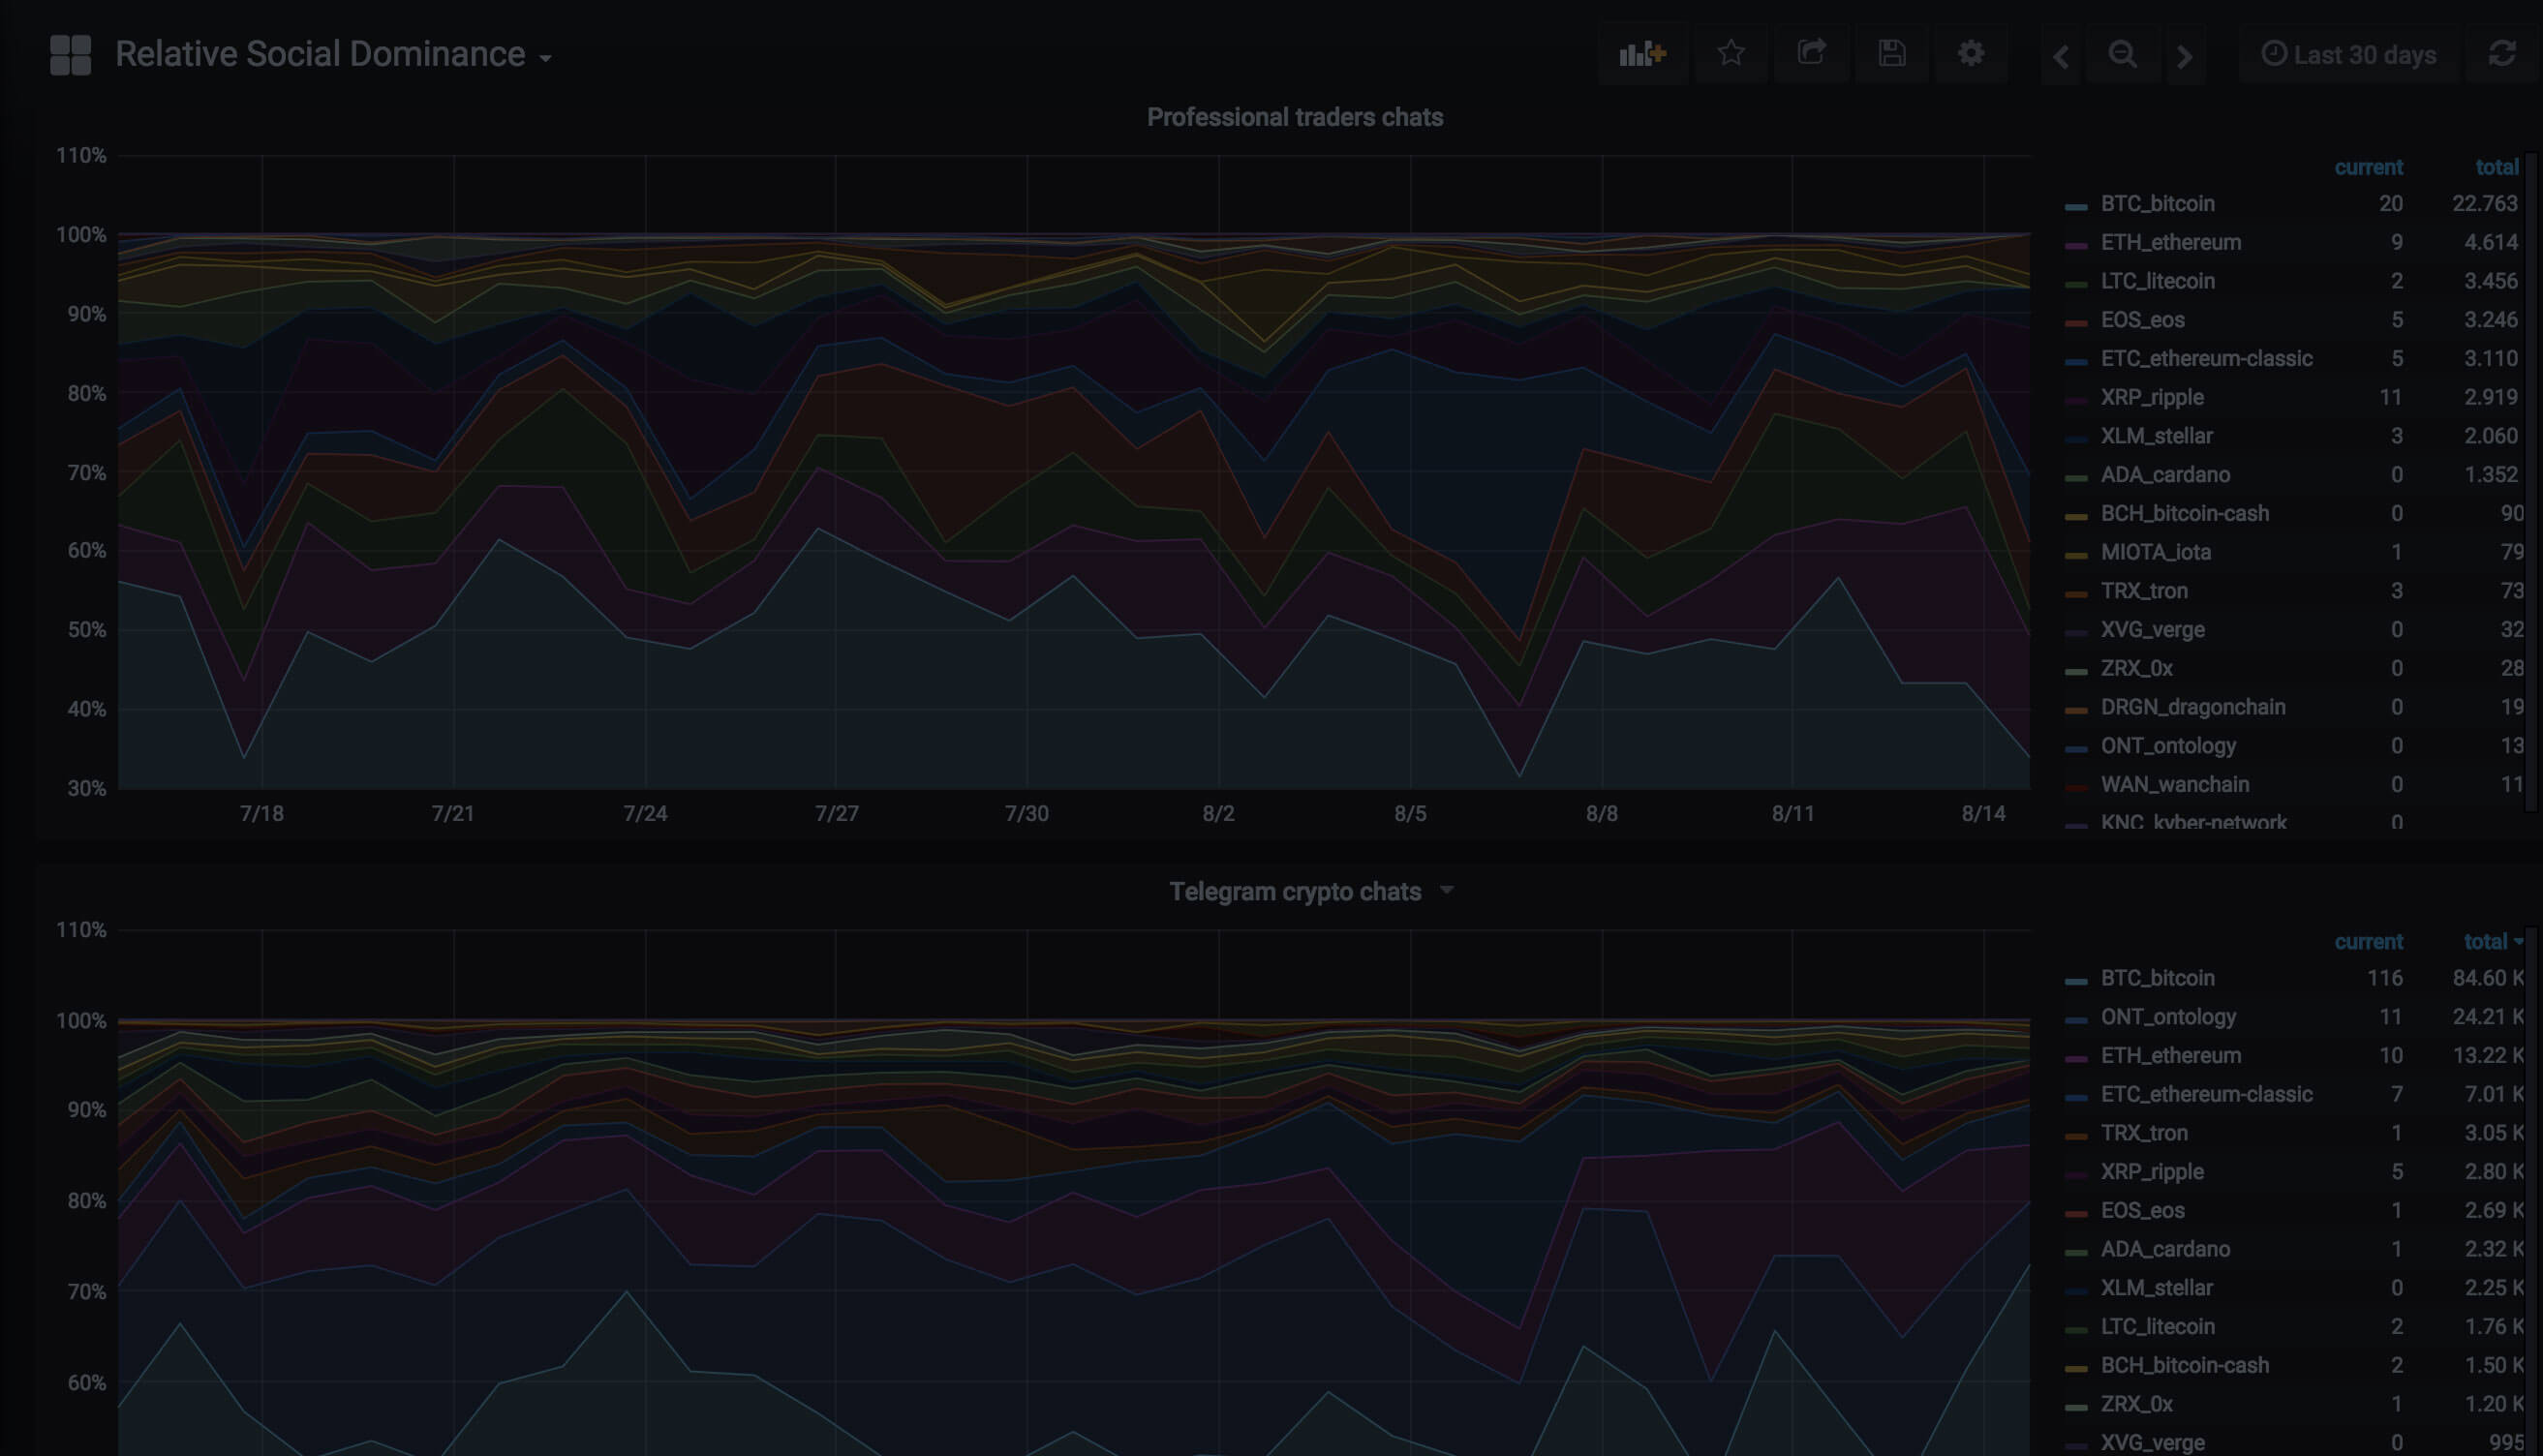 Relative Social Dominance
Last 30 days
Professional traders chats
110%
100%
90%
80%
70%
60%
50%
40%
30%
7/18 7/21 7/24 7/27 7/30 8/2 8/5 8/8 8/11 8/14
current total
BTC_bitcoin 20 22.763
ETH_ethereum 9 4.614
LTC_litecoin 2 3.456
EOS_eos 5 3.246
ETC_ethereum-classic 5 3.110
XRP_ripple 11 2.919
XLM_stellar 3 2.060
ADA_cardano 0 1.352
BCH_bitcoin-cash 0 90
MIOTA_iota 1 79
TRX_tron 3 73
XVG_verge 0 32
ZRX_0x 0 28
DRGN_dragonchain 0 19
ONT_ontology 0 13
WAN_wanchain 0 11
KNC_kyber-network 0
Telegram crypto chats
110%
100%
90%
80%
70%
60%
current total
BTC_bitcoin 116 84.60 K
ONT_ontology 11 24.21 K
ETH_ethereum 10 13.22 K
ETC_ethereum-classic 7 7.01 K
TRX_tron 1 3.05 K
XRP_ripple 5 2.80 K
EOS_eos 1 2.69 K
ADA_cardano 1 2.32 K
XLM_stellar 0 2.25 K
LTC_litecoin 2 1.76 K
BCH_bitcoin-cash 2 1.50 K
ZRX_0x 1 1.20 K
XVG_verge 0 995